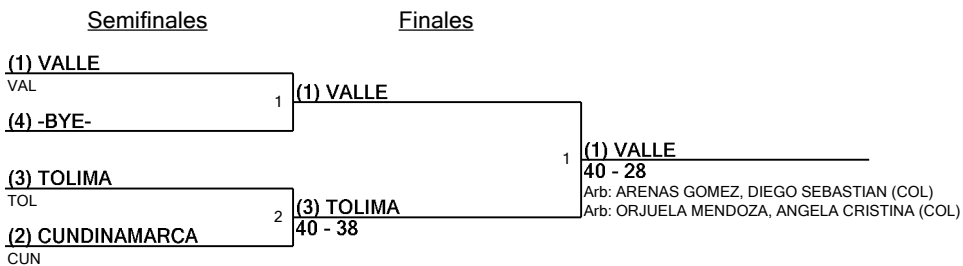 Semifinales
Finales
(1) VALLE
VAL
(4) -BYE-
1
(1) VALLE
(3) TOLIMA
TOL
(2) CUNDINAMARCA
CUN
2
(3) TOLIMA
40 - 38
1
(1) VALLE
40 - 28
Arb: ARENAS GOMEZ, DIEGO SEBASTIAN (COL)
Arb: ORJUELA MENDOZA, ANGELA CRISTINA (COL)